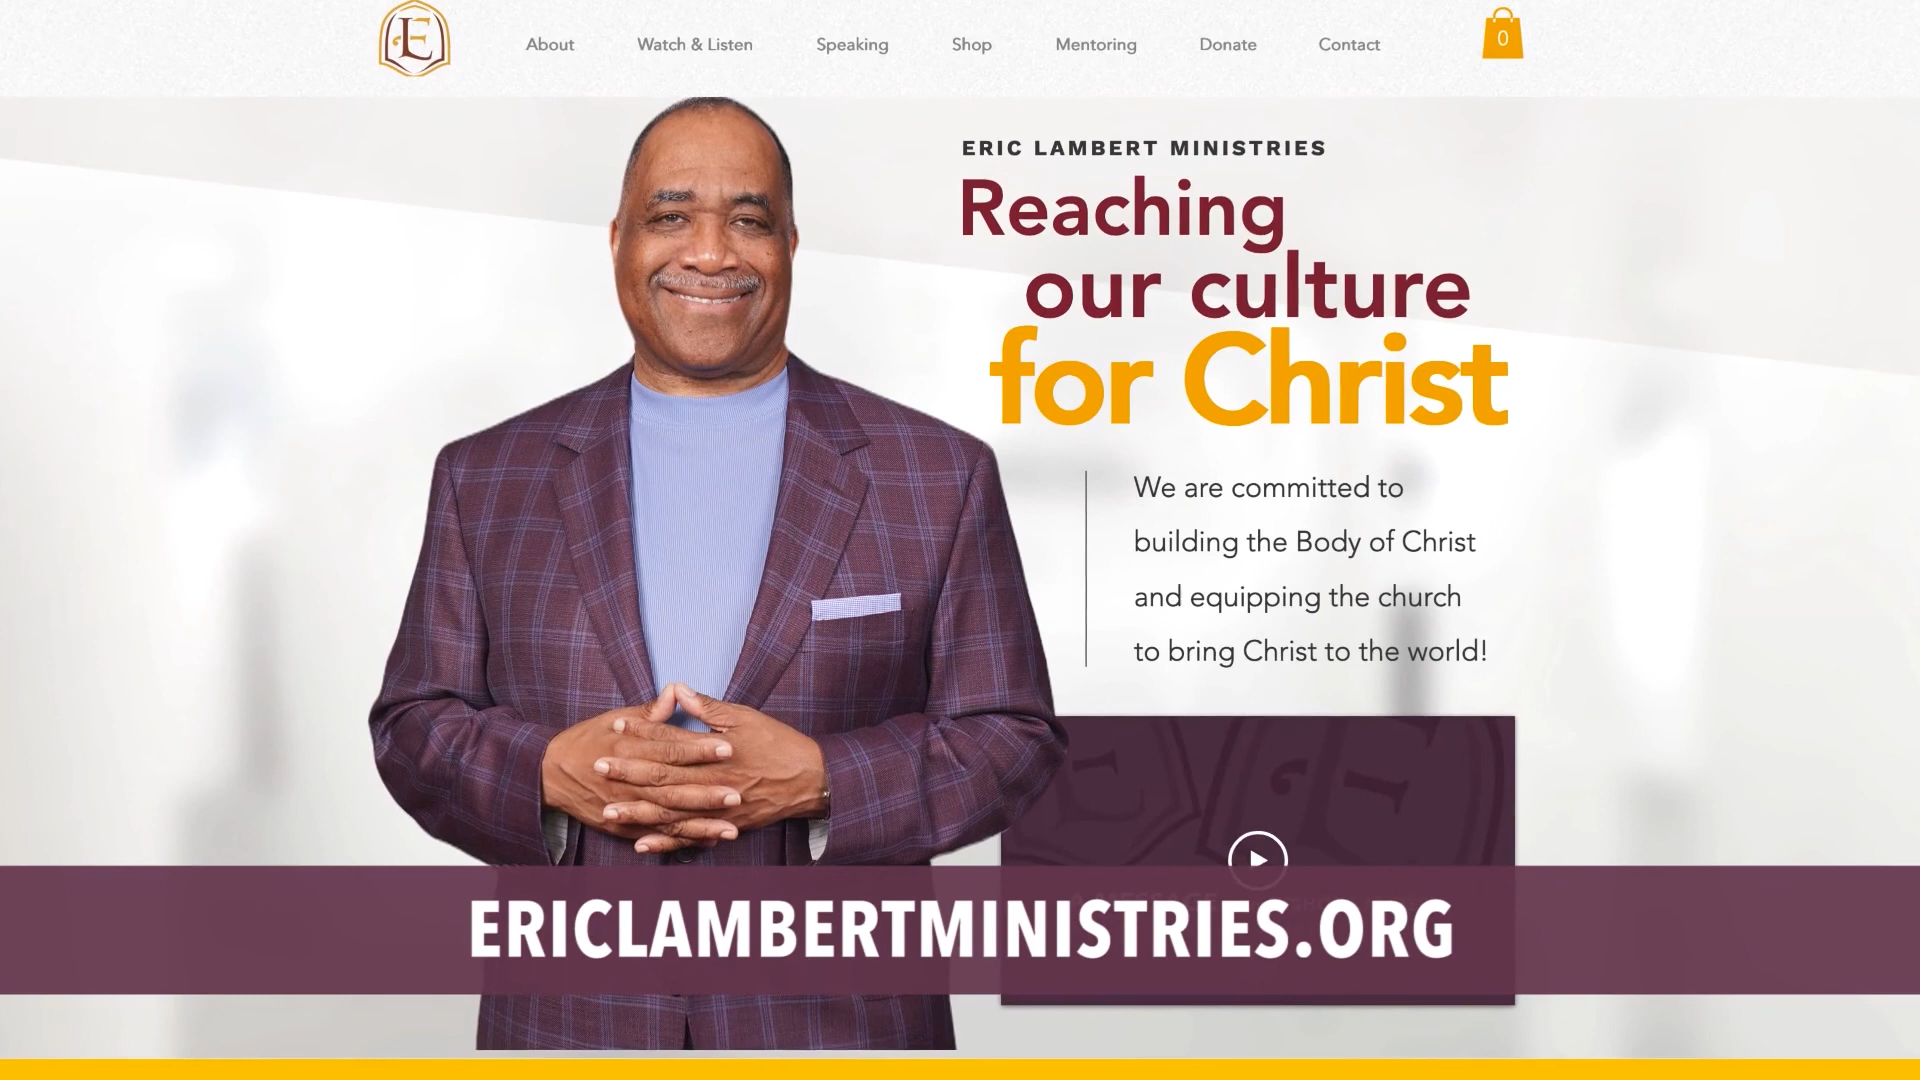 E
About Watch & Listen Speaking Shop Mentoring Donate Contact 0
ERIC LAMBERT MINISTRIES
Reaching
our culture
for Christ
We are committed to
building the Body of Christ
and equipping the church
to bring Christ to the world!
ERICLAMBERTMINISTRIES.ORG